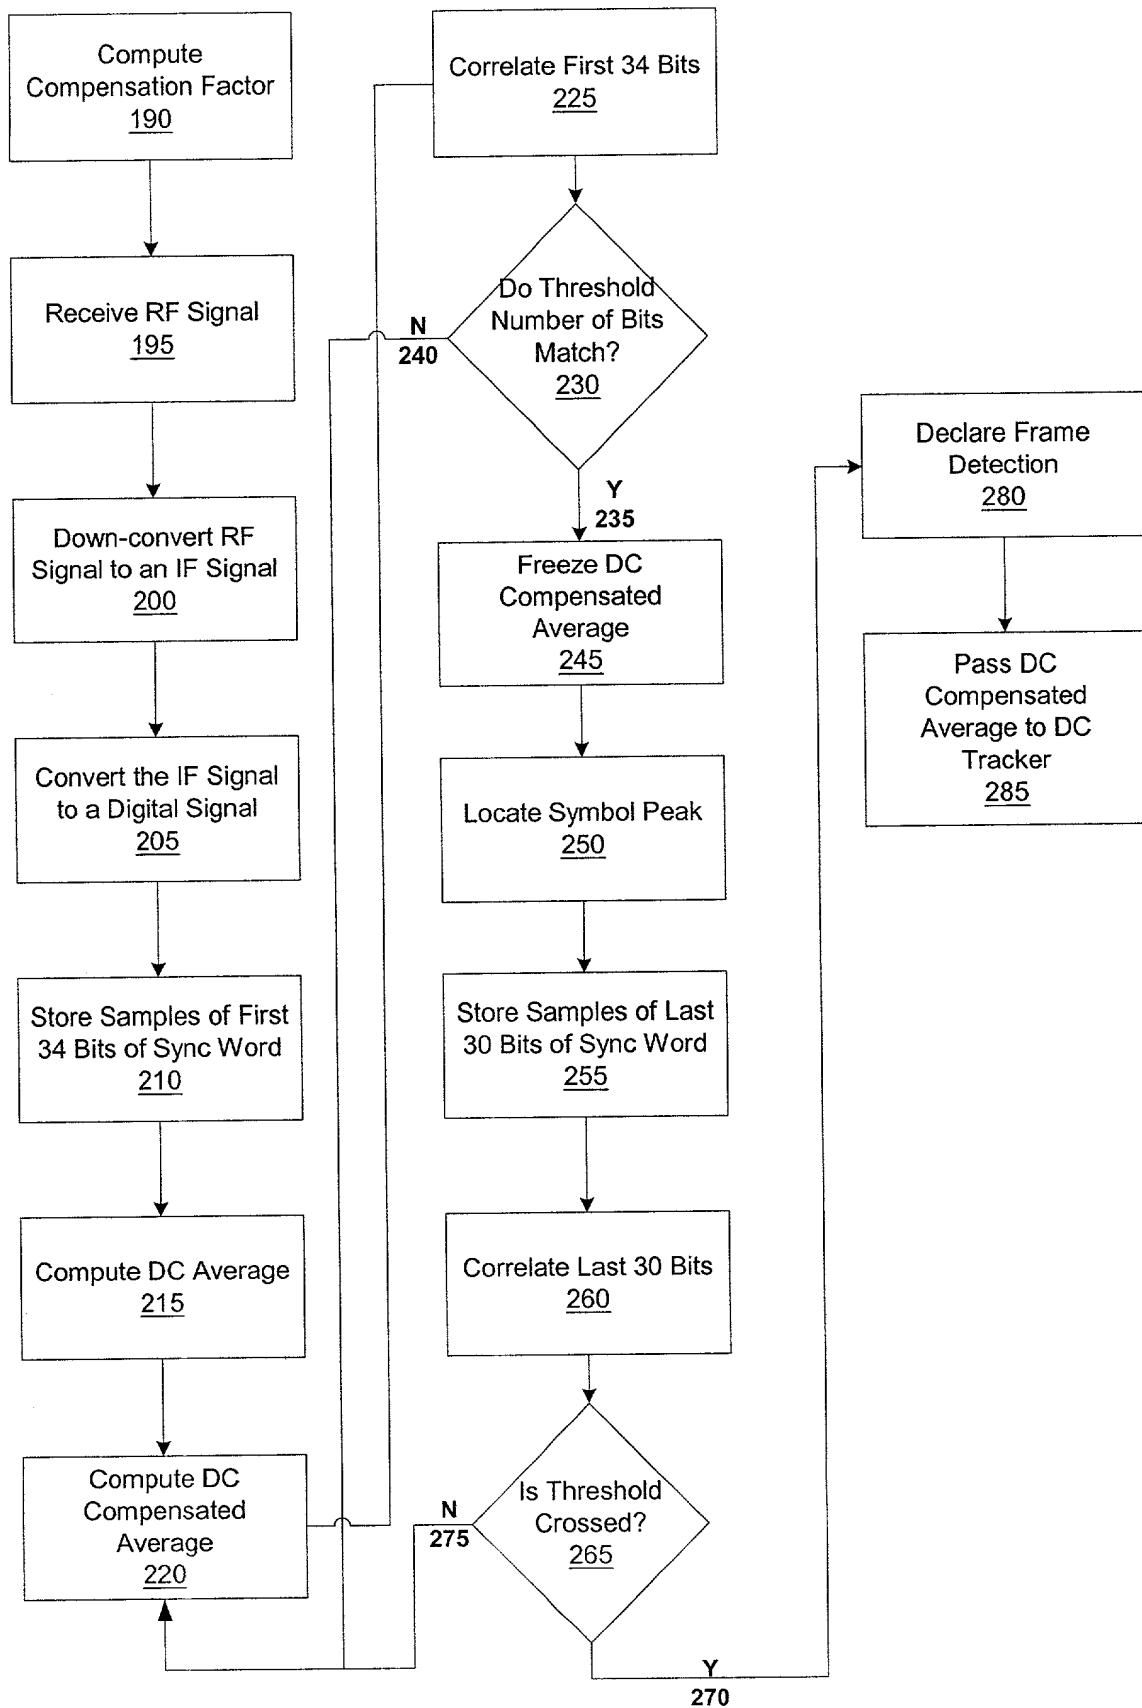 Compute
Compensation Factor
190
Receive RF Signal
195
Down-convert RF
Signal to an IF Signal
200
Convert the IF Signal
to a Digital Signal
205
Store Samples of First
34 Bits of Sync Word
210
Compute DC Average
215
Compute DC
Compensated
Average
220
Correlate First 34 Bits
225
Do Threshold
Number of Bits
Match?
230
N
240
Y
235
Freeze DC
Compensated
Average
245
Locate Symbol Peak
250
Store Samples of Last
30 Bits of Sync Word
255
Correlate Last 30 Bits
260
Is Threshold
Crossed?
265
N
275
Y
270
Declare Frame
Detection
280
Pass DC
Compensated
Average to DC
Tracker
285